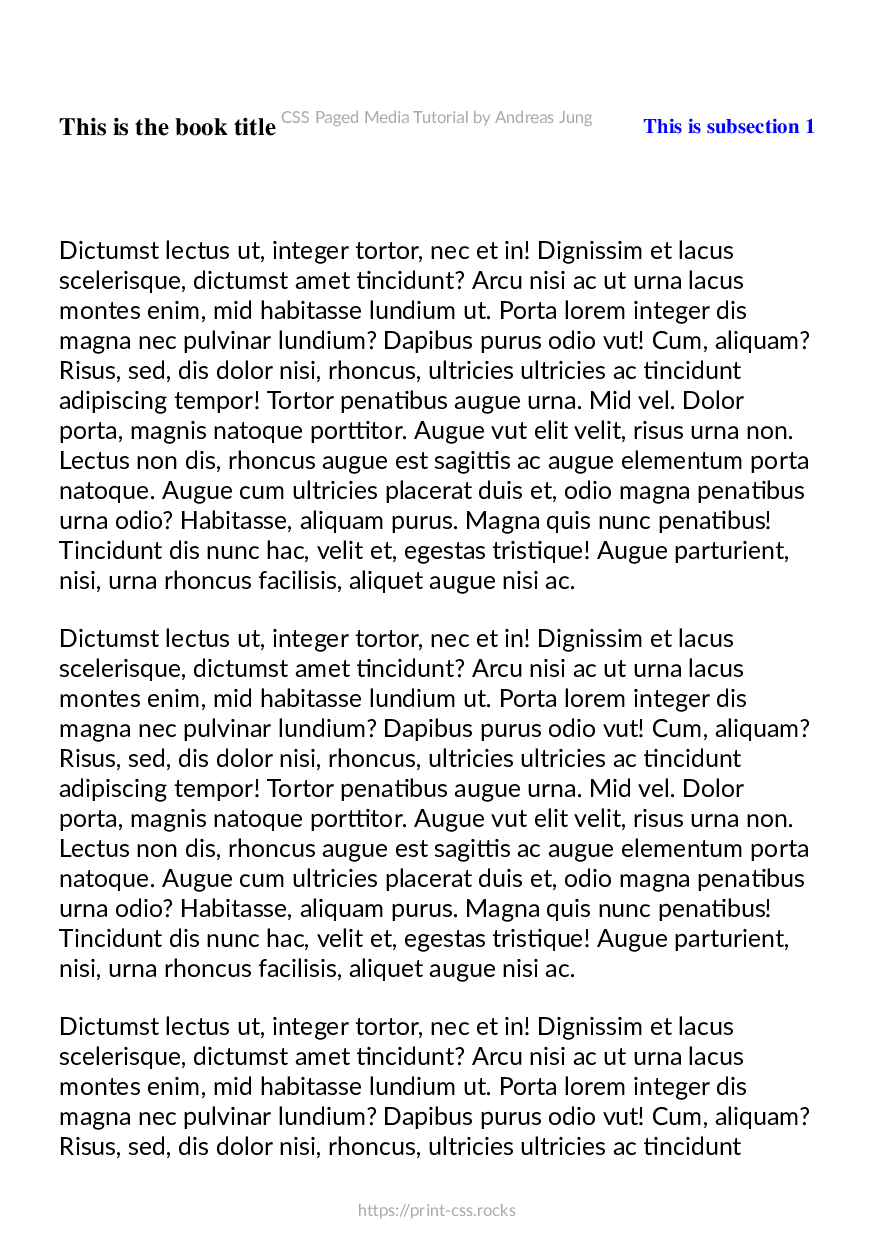 This is the book title CSS Paged Media Tutorial by Andreas Jung This is subsection 1
Dictumst lectus ut, integer tortor, nec et in! Dignissim et lacus
scelerisque, dictumst amet tincidunt? Arcu nisi ac ut urna lacus
montes enim, mid habitasse lundium ut. Porta lorem integer dis
magna nec pulvinar lundium? Dapibus purus odio vut! Cum, aliquam?
Risus, sed, dis dolor nisi, rhoncus, ultricies ultricies ac tincidunt
adipiscing tempor! Tortor penatibus augue urna. Mid vel. Dolor
porta, magnis natoque porttitor. Augue vut elit velit, risus urna non.
Lectus non dis, rhoncus augue est sagittis ac augue elementum porta
natoque. Augue cum ultricies placerat duis et, odio magna penatibus
urna odio? Habitasse, aliquam purus. Magna quis nunc penatibus!
Tincidunt dis nunc hac, velit et, egestas tristique! Augue parturient,
nisi, urna rhoncus facilisis, aliquet augue nisi ac.
Dictumst lectus ut, integer tortor, nec et in! Dignissim et lacus
scelerisque, dictumst amet tincidunt? Arcu nisi ac ut urna lacus
montes enim, mid habitasse lundium ut. Porta lorem integer dis
magna nec pulvinar lundium? Dapibus purus odio vut! Cum, aliquam?
Risus, sed, dis dolor nisi, rhoncus, ultricies ultricies ac tincidunt
adipiscing tempor! Tortor penatibus augue urna. Mid vel. Dolor
porta, magnis natoque porttitor. Augue vut elit velit, risus urna non.
Lectus non dis, rhoncus augue est sagittis ac augue elementum porta
natoque. Augue cum ultricies placerat duis et, odio magna penatibus
urna odio? Habitasse, aliquam purus. Magna quis nunc penatibus!
Tincidunt dis nunc hac, velit et, egestas tristique! Augue parturient,
nisi, urna rhoncus facilisis, aliquet augue nisi ac.
Dictumst lectus ut, integer tortor, nec et in! Dignissim et lacus
scelerisque, dictumst amet tincidunt? Arcu nisi ac ut urna lacus
montes enim, mid habitasse lundium ut. Porta lorem integer dis
magna nec pulvinar lundium? Dapibus purus odio vut! Cum, aliquam?
Risus, sed, dis dolor nisi, rhoncus, ultricies ultricies ac tincidunt
https://print-css.rocks